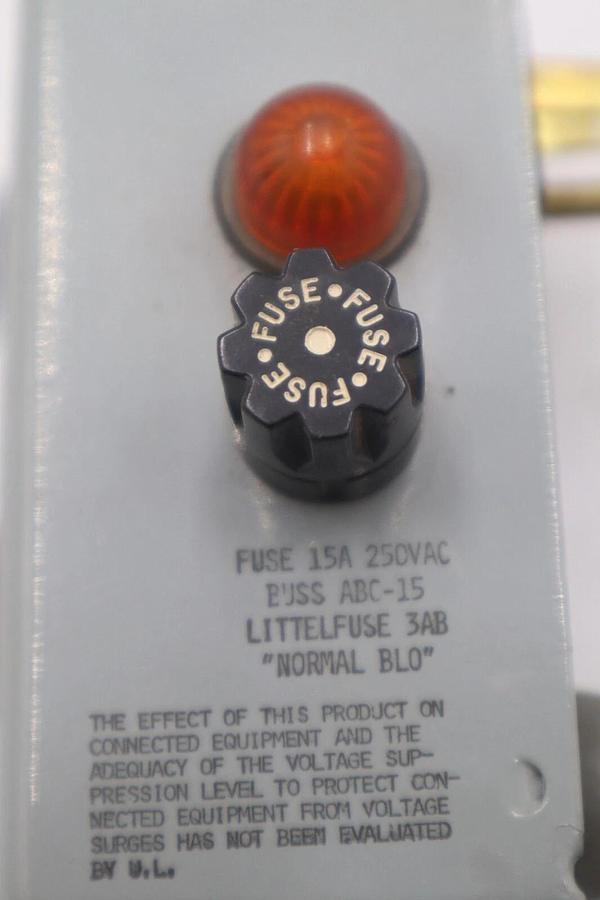 FUSE • FUSE • FUSE •
FUSE 15A 250VAC
BUSS ABC-15
LITTELFUSE 3AB
"NORMAL BLO"
THE EFFECT OF THIS PRODUCT ON
CONNECTED EQUIPMENT AND THE
ADEQUACY OF THE VOLTAGE SUP-
PRESSION LEVEL TO PROTECT CON-
NECTED EQUIPMENT FROM VOLTAGE
SURGES HAS NOT BEEN EVALUATED
BY U.L.